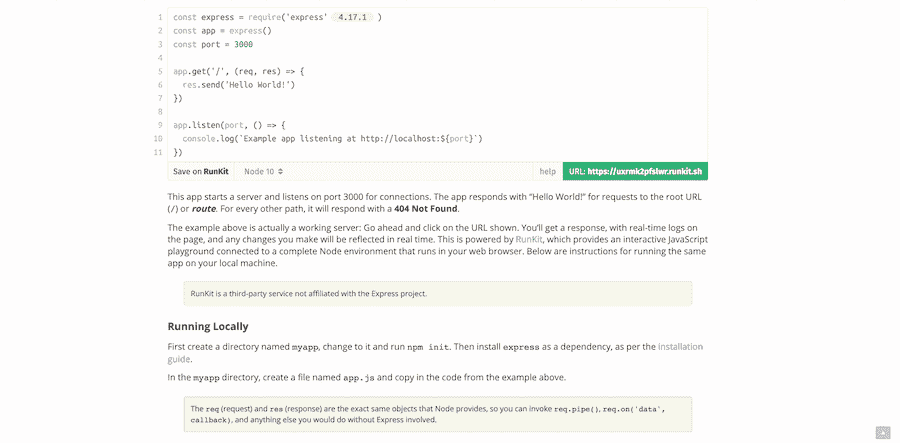 1 const express = require('express' 4.17.1 )
2 const app = express()
3 const port = 3000
4
5 app.get('/', (req, res) => {
6 res.send('Hello World!')
7 })
8
9 app.listen(port, () => {
10 console.log(`Example app listening at http://localhost:${port}`)
11 })
Save on RunKit Node 10 help URL: https://uxrmk2pfslwr.runkit.sh
This app starts a server and listens on port 3000 for connections. The app responds with “Hello World!” for requests to the root URL
(/) or route. For every other path, it will respond with a 404 Not Found.
The example above is actually a working server: Go ahead and click on the URL shown. You’ll get a response, with real-time logs on
the page, and any changes you make will be reflected in real time. This is powered by RunKit, which provides an interactive JavaScript
playground connected to a complete Node environment that runs in your web browser. Below are instructions for running the same
app on your local machine.
RunKit is a third-party service not affiliated with the Express project.
Running Locally
First create a directory named myapp, change to it and run npm init. Then install express as a dependency, as per the installation
guide.
In the myapp directory, create a file named app.js and copy in the code from the example above.
The req (request) and res (response) are the exact same objects that Node provides, so you can invoke req.pipe(), req.on('data',
callback), and anything else you would do without Express involved.